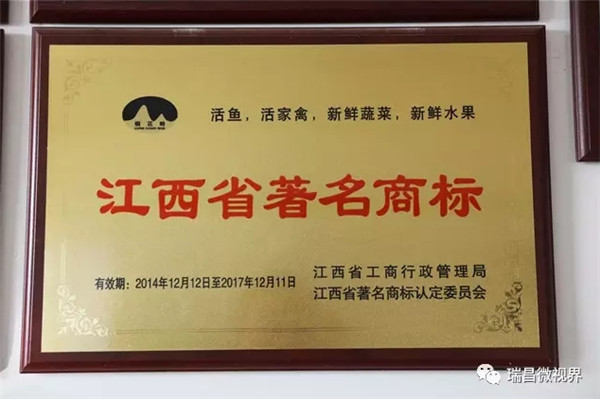 活鱼，活家禽，新鲜蔬菜，新鲜水果
江西省著名商标
有效期：2014年12月12日至2017年12月11日
江西省工商行政管理局
江西省著名商标认定委员会
瑞昌微视界